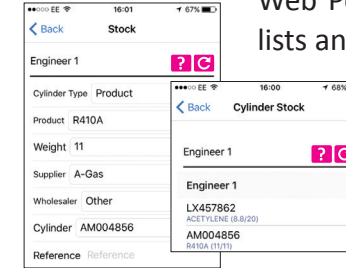 Web P
lists an
●●○○○ EE 16:01 67%
Back Stock
Engineer 1
? C
Cylinder Type Product
Product R410A
Weight 11
Supplier A-Gas
Wholesaler Other
Cylinder AM004856
Reference Reference
●●●○○ EE 16:00 68%
Back Cylinder Stock
Engineer 1
? C
Engineer 1
LX457862
ACETYLENE (8.8/20)
AM004856
R410A (11/11)